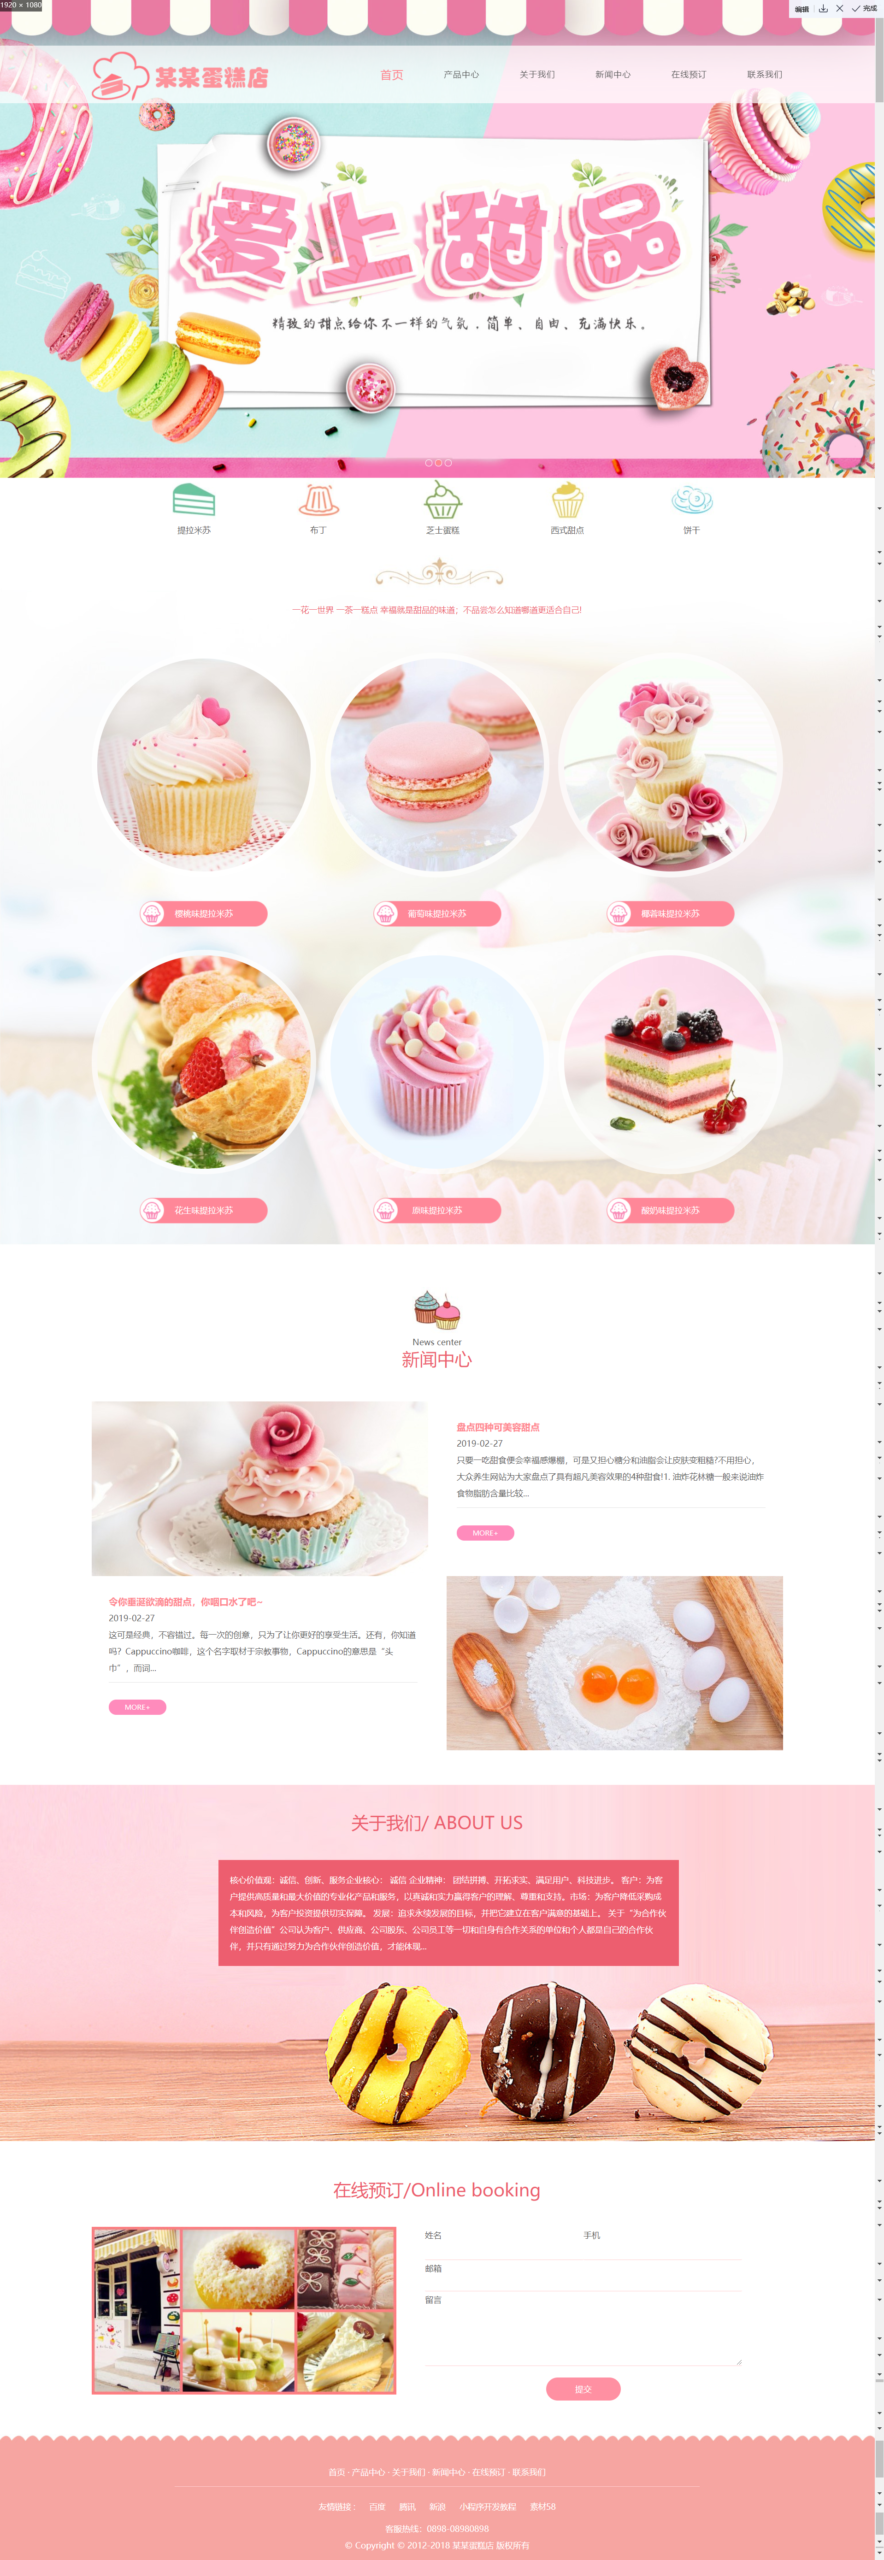 1920 × 1080
编辑 完成
某某蛋糕店
首页 产品中心 关于我们 新闻中心 在线预订 联系我们
爱上甜品
精致的甜点给你不一样的气氛.简单、自由、充满快乐。
提拉米苏 布丁 芝士蛋糕 西式甜点 饼干
一花一世界 一茶一糕点 幸福就是甜品的味道；不品尝怎么知道哪道更适合自己!
樱桃味提拉米苏 葡萄味提拉米苏 椰蓉味提拉米苏
花生味提拉米苏 原味提拉米苏 酸奶味提拉米苏
News center
新闻中心
盘点四种可美容甜点
2019-02-27
只要一吃甜食便会幸福感爆棚，可是又担心糖分和油脂会让皮肤变粗糙?不用担心，
大众养生网站为大家盘点了具有超凡美容效果的4种甜食!1. 油炸花林糖一般来说油炸
食物脂肪含量比较...
MORE+
令你垂涎欲滴的甜点，你咽口水了吧~
2019-02-27
这可是经典，不容错过。每一次的创意，只为了让你更好的享受生活。还有，你知道
吗？Cappuccino咖啡，这个名字取材于宗教事物，Cappuccino的意思是“头
巾”，而词...
MORE+
关于我们/ ABOUT US
核心价值观：诚信、创新、服务企业核心： 诚信 企业精神： 团结拼搏、开拓求实、满足用户、科技进步。 客户：为客
户提供高质量和最大价值的专业化产品和服务，以真诚和实力赢得客户的理解、尊重和支持。市场：为客户降低采购成
本和风险，为客户投资提供切实保障。 发展：追求永续发展的目标，并把它建立在客户满意的基础上。 关于“为合作伙
伴创造价值”公司认为客户、供应商、公司股东、公司员工等一切和自身有合作关系的单位和个人都是自己的合作伙
伴，并只有通过努力为合作伙伴创造价值，才能体现...
在线预订/Online booking
姓名 手机
邮箱
留言
提交
首页 - 产品中心 - 关于我们 - 新闻中心 - 在线预订 - 联系我们
友情链接： 百度 腾讯 新浪 小程序开发教程 素材58
客服热线：0898-08980898
© Copyright © 2012-2018 某某蛋糕店 版权所有